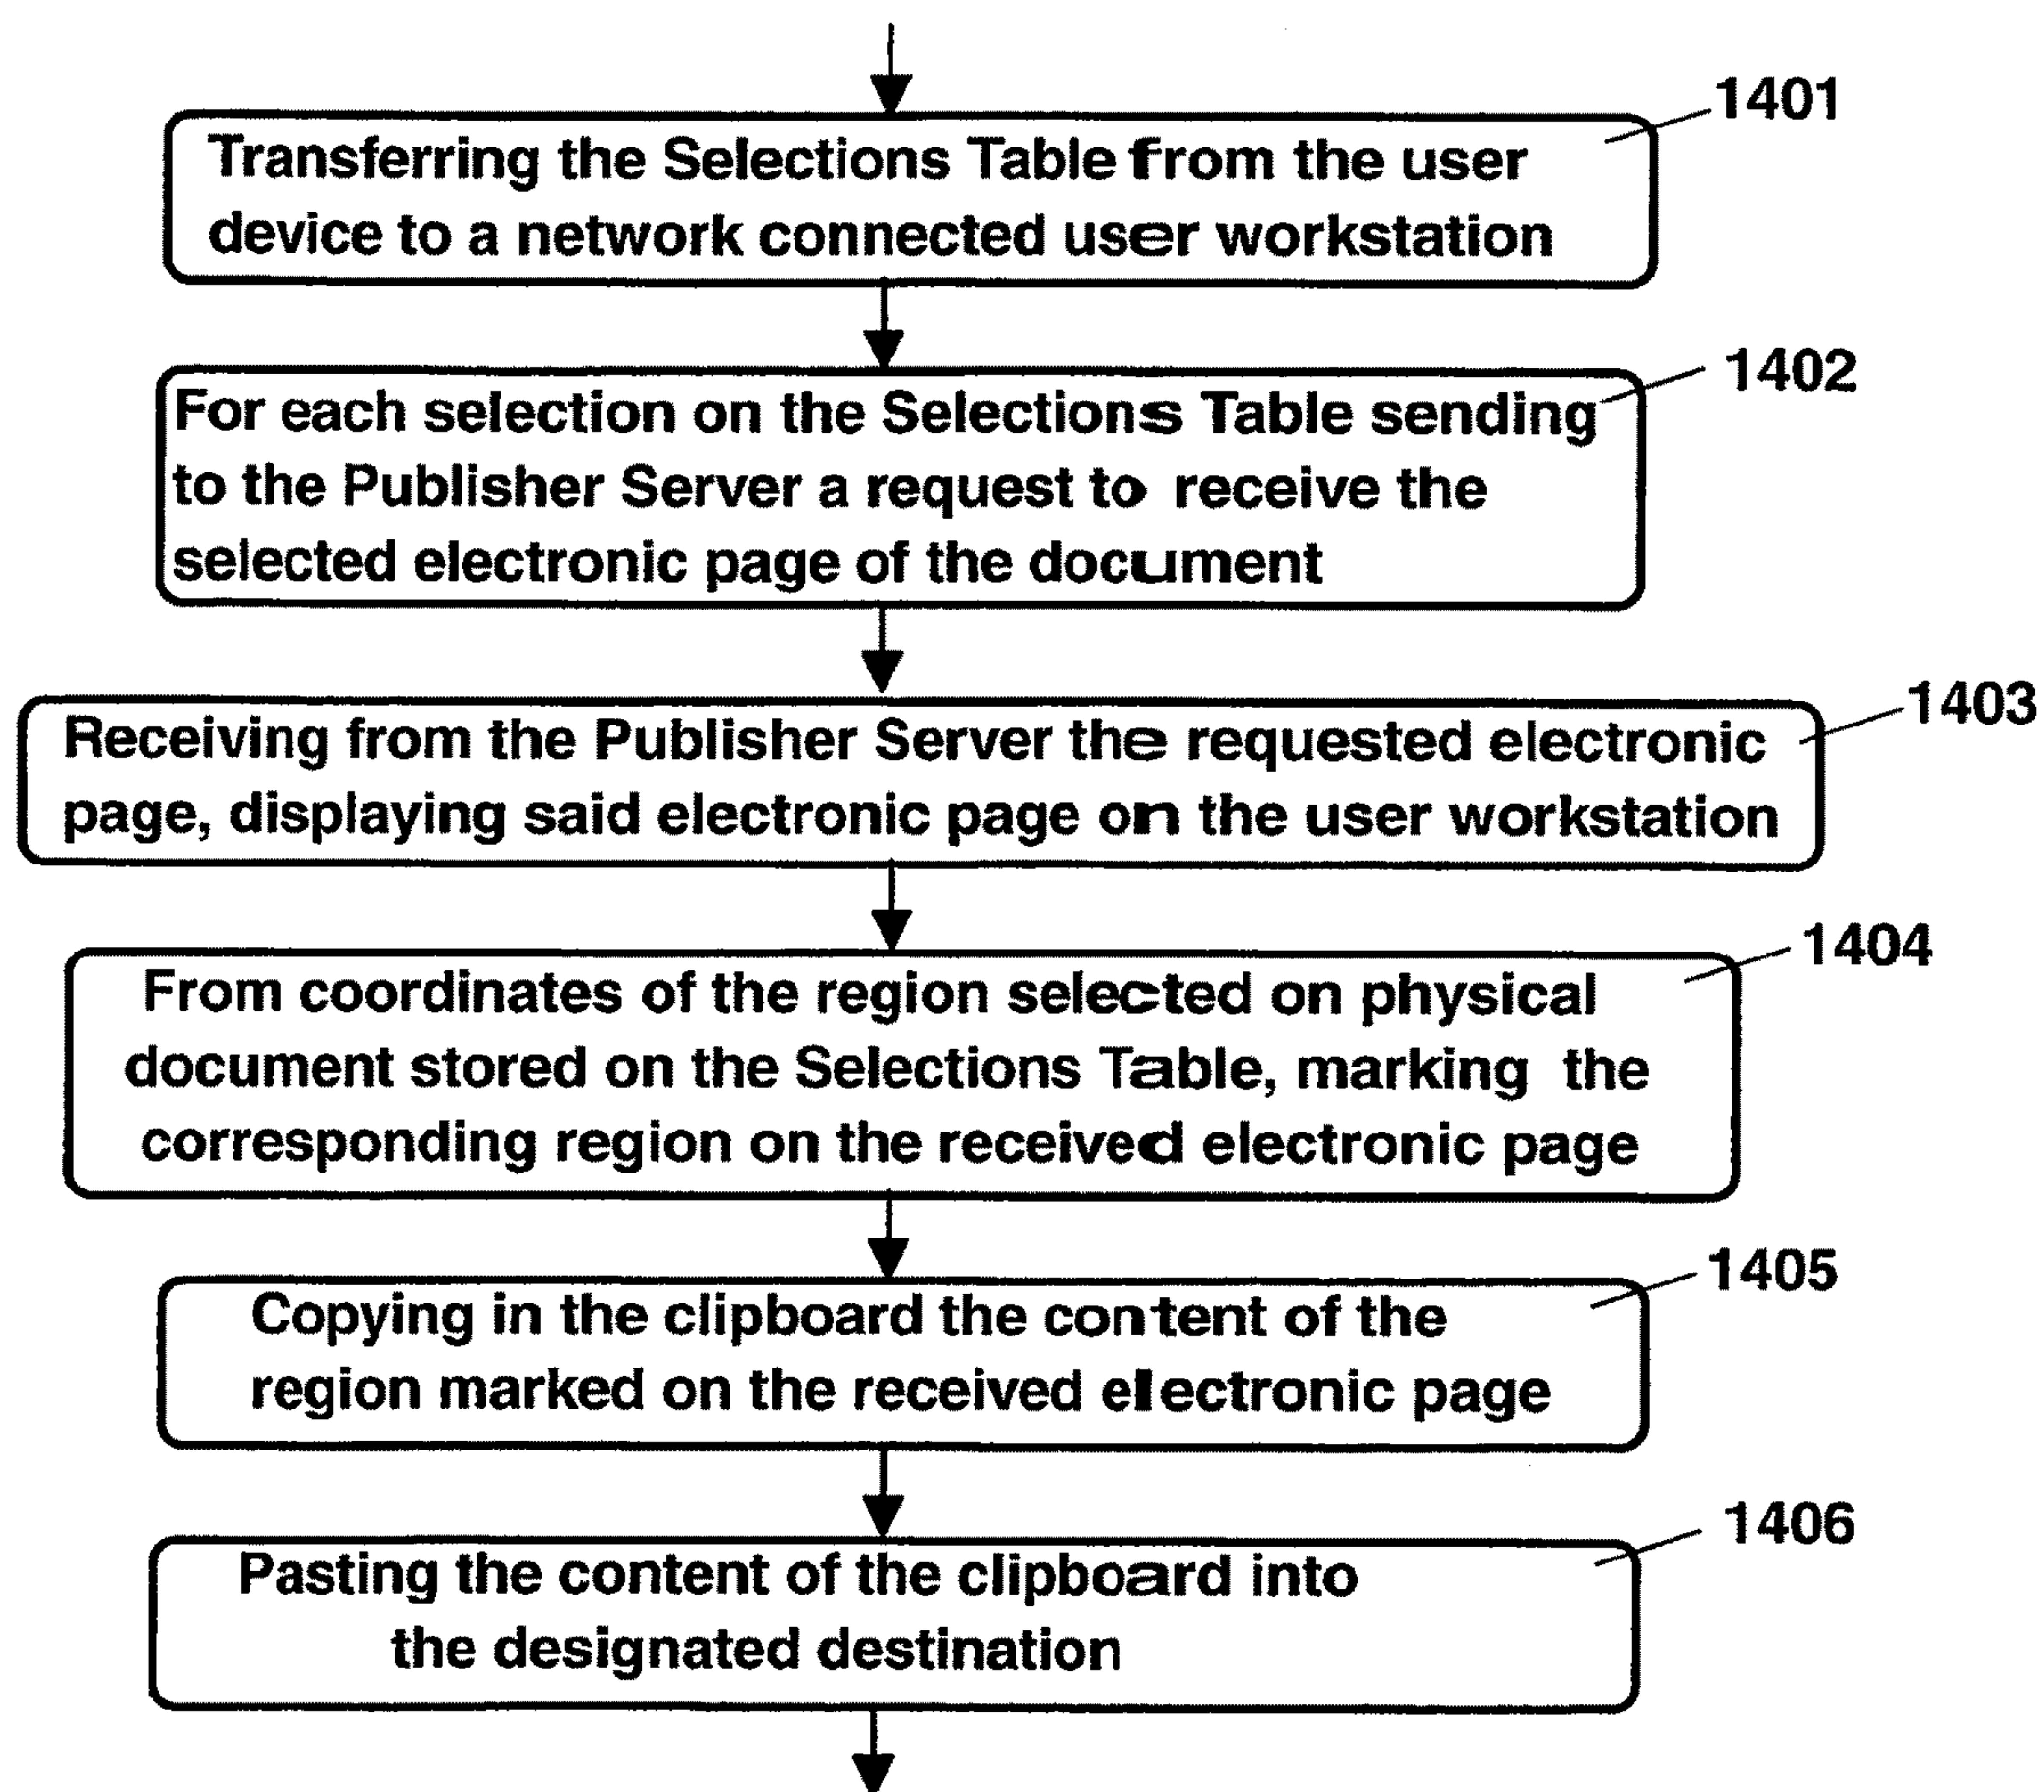 1401
Transferring the Selections Table from the user
device to a network connected user workstation
1402
For each selection on the Selections Table sending
to the Publisher Server a request to receive the
selected electronic page of the document
1403
Receiving from the Publisher Server the requested electronic
page, displaying said electronic page on the user workstation
1404
From coordinates of the region selected on physical
document stored on the Selections Table, marking the
corresponding region on the received electronic page
1405
Copying in the clipboard the content of the
region marked on the received electronic page
1406
Pasting the content of the clipboard into
the designated destination